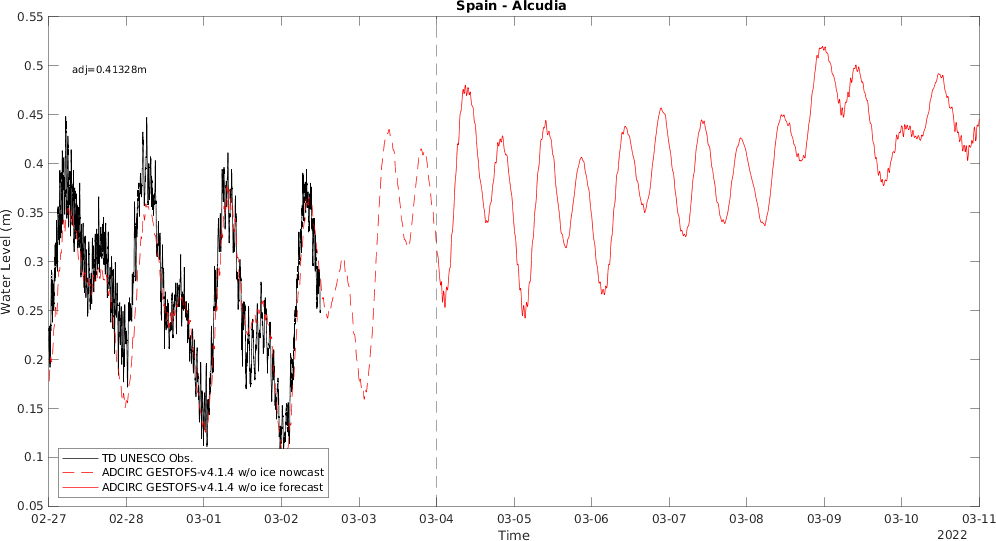 Spain - Alcudia
adj=0.41328m
Water Level (m)
0.55
0.5
0.45
0.4
0.35
0.3
0.25
0.2
0.15
0.1
0.05
TD UNESCO Obs.
ADCIRC GESTOFS-v4.1.4 w/o ice nowcast
ADCIRC GESTOFS-v4.1.4 w/o ice forecast
02-27 02-28 03-01 03-02 03-03 03-04 03-05 03-06 03-07 03-08 03-09 03-10 03-11
Time
2022